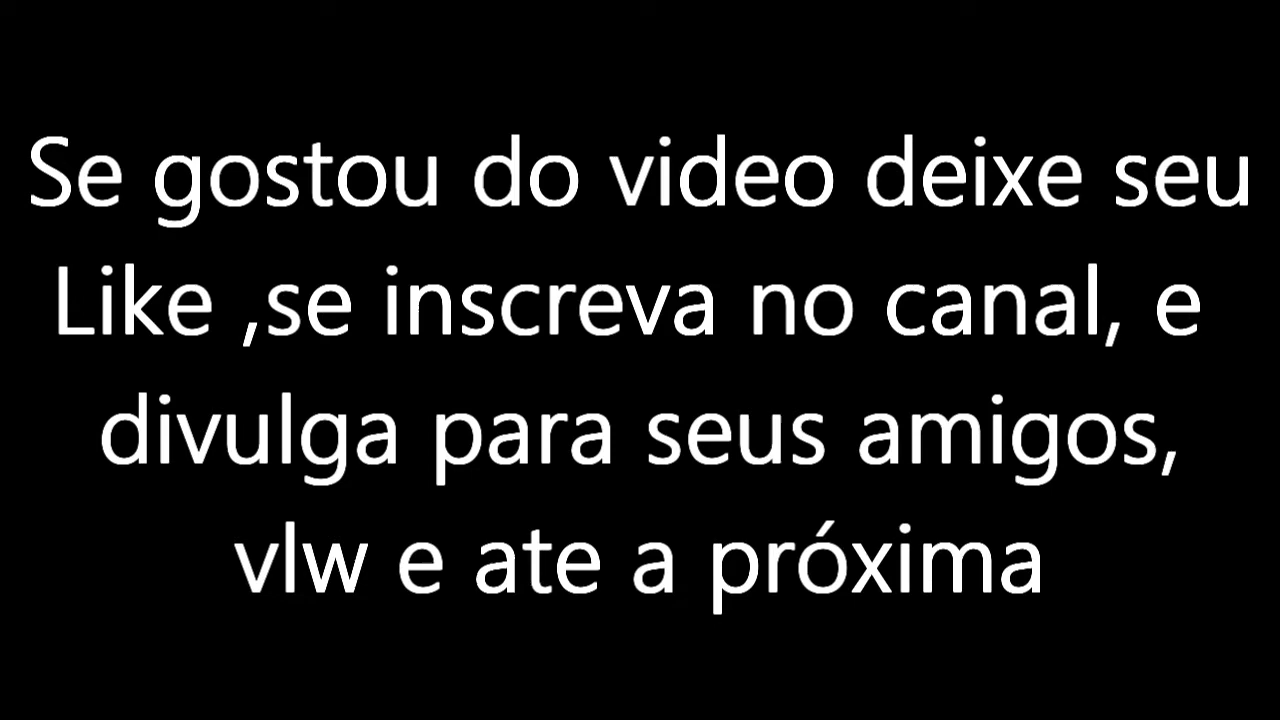 Se gostou do video deixe seu
Like ,se inscreva no canal, e
divulga para seus amigos,
vlw e ate a próxima